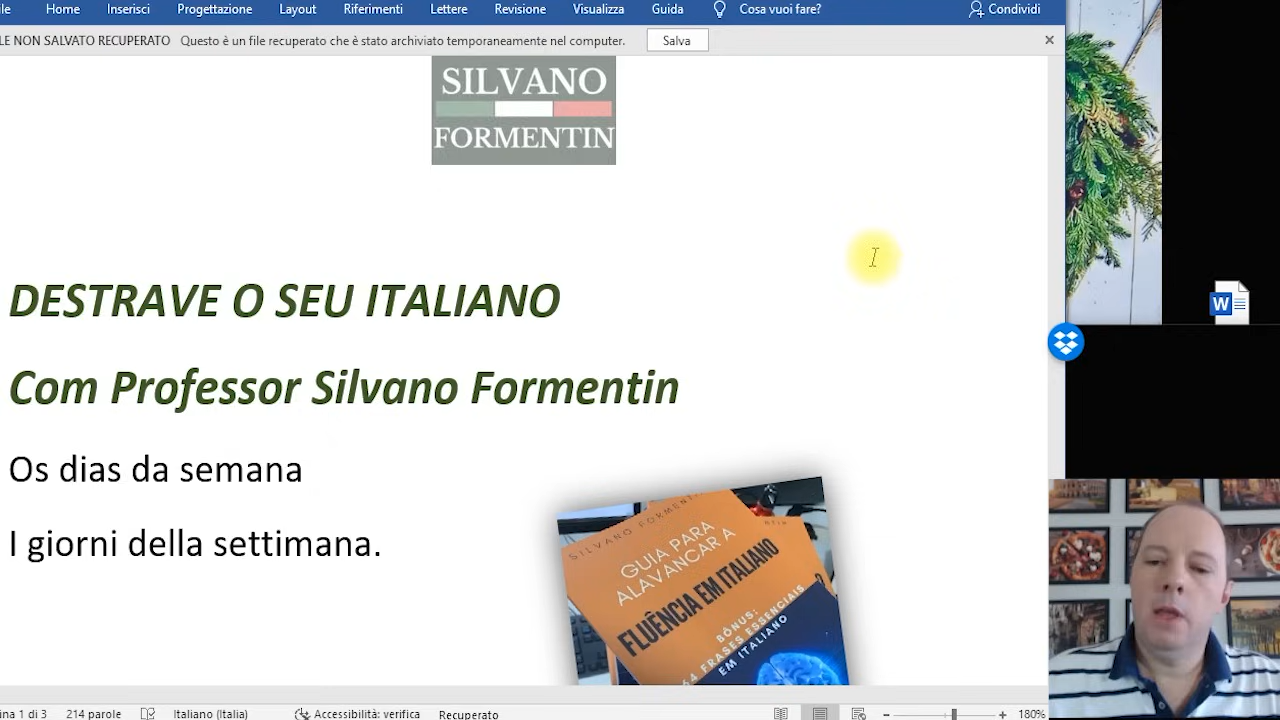 Home Inserisci Progettazione Layout Riferimenti Lettere Revisione Visualizza Guida Cosa vuoi fare? Condividi
NON SALVATO RECUPERATO Questo è un file recuperato che è stato archiviato temporaneamente nel computer. Salva
SILVANO
FORMENTIN
DESTRAVE O SEU ITALIANO
Com Professor Silvano Formentin
Os dias da semana
I giorni della settimana.
SILVANO
GUIA PARA
ALAVANCAR A
FLUÊNCIA EM ITALIANO
BÔNUS:
64 FRASES ESSENCIAIS
EM ITALIANO
W
1 di 3 214 parole Italiano (Italia) Accessibilità: verifica Recuperato 180%